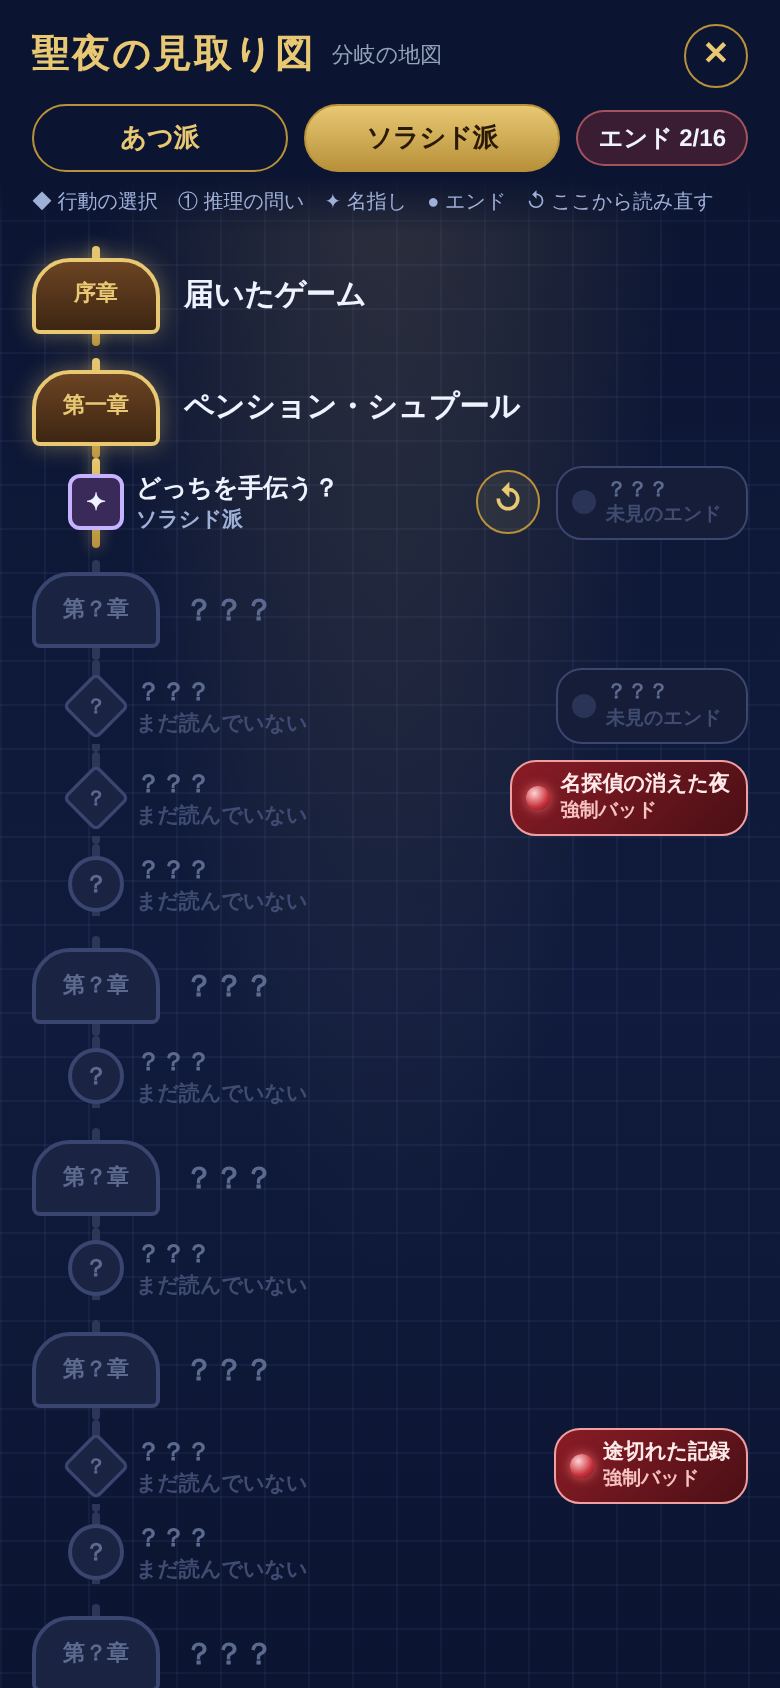 聖夜の見取り図 分岐の地図 ✕
あつ派 ソラシド派 エンド 2/16
◆ 行動の選択 ① 推理の問い ✦ 名指し ● エンド ↺ ここから読み直す
序章 届いたゲーム
第一章 ペンション・シュプール
✦ どっちを手伝う？
ソラシド派
？？？
未見のエンド
第？章 ？？？
？ ？？？
まだ読んでいない
？？？
未見のエンド
？ ？？？
まだ読んでいない
名探偵の消えた夜
強制バッド
？ ？？？
まだ読んでいない
第？章 ？？？
？ ？？？
まだ読んでいない
第？章 ？？？
？ ？？？
まだ読んでいない
第？章 ？？？
？ ？？？
まだ読んでいない
途切れた記録
強制バッド
？ ？？？
まだ読んでいない
第？章 ？？？